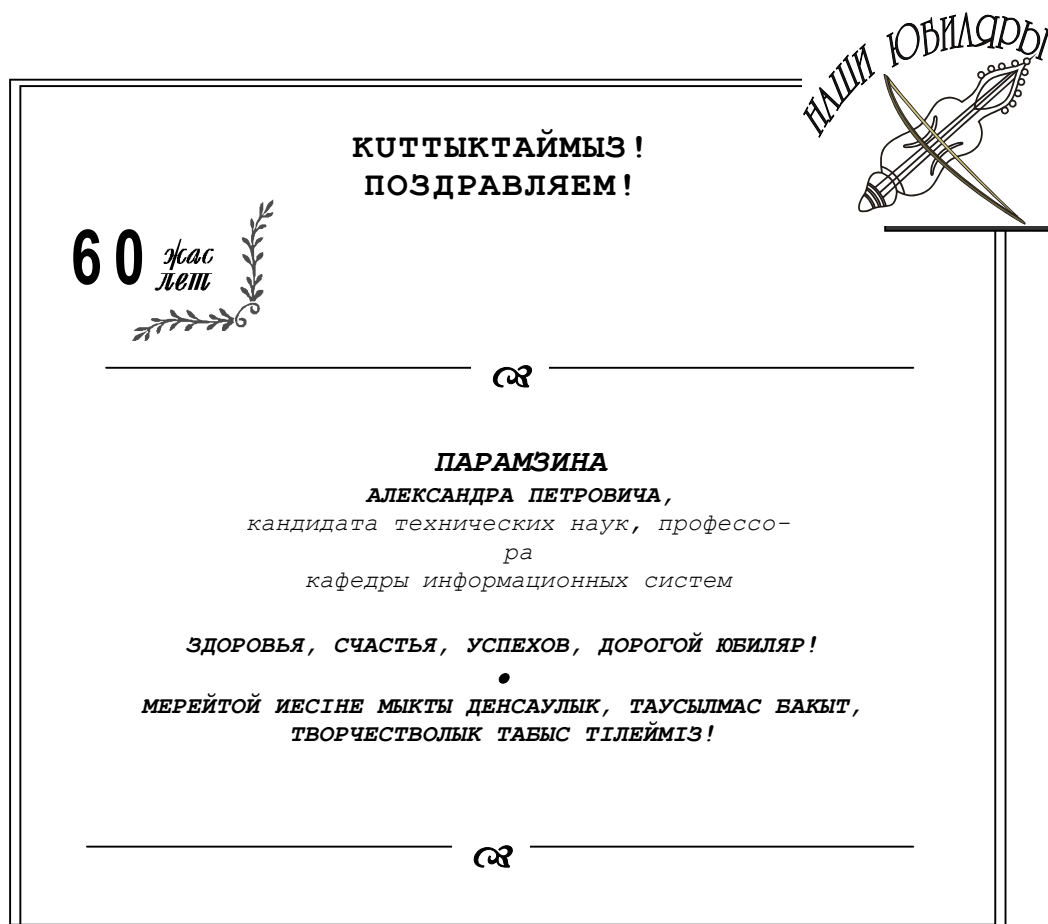 НАШИ ЮБИЛЯРЫ
КUТТЫКТАЙМЫЗ!
ПОЗДРАВЛЯЕМ!
60 жас
лет
ПАРАМЗИНА
АЛЕКСАНДРА ПЕТРОВИЧА,
кандидата технических наук, профессо-
ра
кафедры информационных систем
ЗДОРОВЬЯ, СЧАСТЬЯ, УСПЕХОВ, ДОРОГОЙ ЮБИЛЯР!
•
МЕРЕЙТОЙ ИЕСІНЕ МЫКТЫ ДЕНСАУЛЫК, ТАУСЫЛМАС БАКЫТ,
ТВОРЧЕСТВОЛЫК ТАБЫС ТІЛЕЙМІЗ!